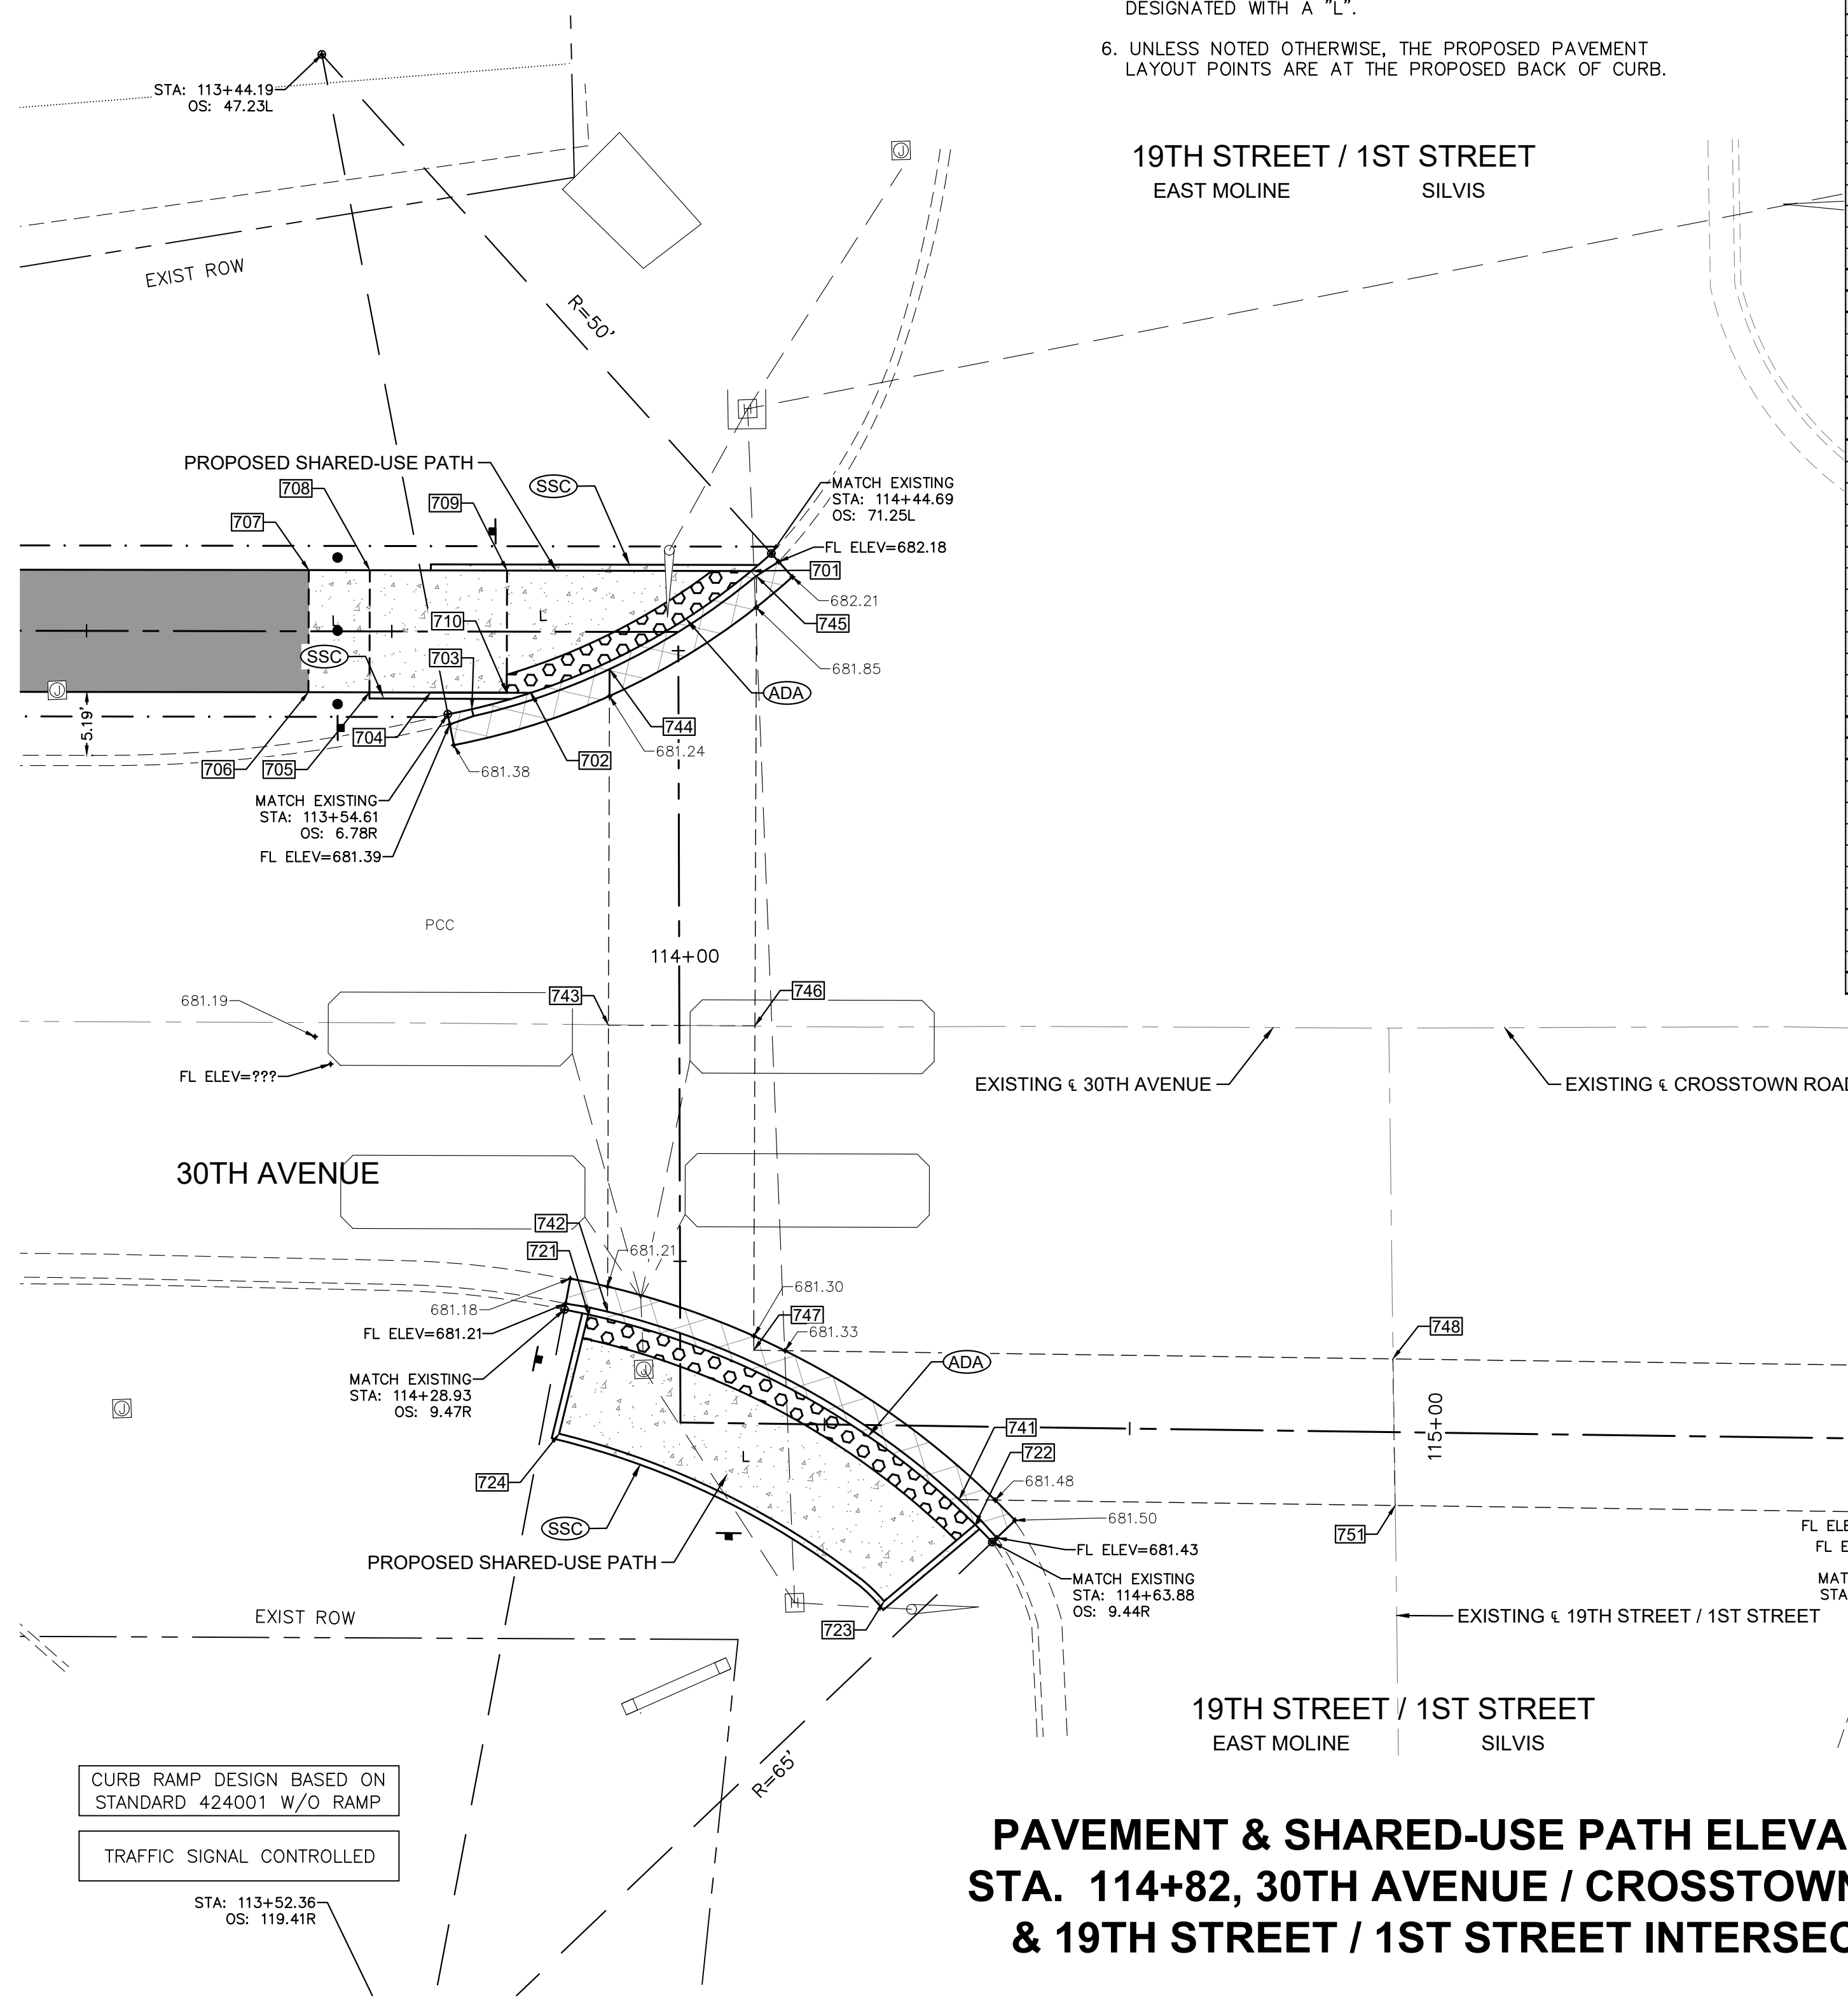 DESIGNATED WITH A "L".
6. UNLESS NOTED OTHERWISE, THE PROPOSED PAVEMENT
LAYOUT POINTS ARE AT THE PROPOSED BACK OF CURB.
STA: 113+44.19
OS: 47.23L
19TH STREET / 1ST STREET
EAST MOLINE SILVIS
J
EXIST ROW
R=50'
H
PROPOSED SHARED-USE PATH
708
SSC
709
707
MATCH EXISTING
STA: 114+44.69
OS: 71.25L
FL ELEV=682.18
701
682.21
745
710
L
L
703
SSC
681.85
J
ADA
5.19'
704
744
681.24
702
706
705
681.38
MATCH EXISTING
STA: 113+54.61
OS: 6.78R
FL ELEV=681.39
PCC
114+00
681.19
743
746
FL ELEV=???
EXISTING ℄ 30TH AVENUE
EXISTING ℄ CROSSTOWN ROAD
30TH AVENUE
742
721
681.21
681.30
681.18
747
681.33
FL ELEV=681.21
748
ADA
MATCH EXISTING
STA: 114+28.93
OS: 9.47R
J
J
115+00
741
722
L
724
681.48
SSC
681.50
751
FL ELE
FL E
PROPOSED SHARED-USE PATH
FL ELEV=681.43
MATCH EXISTING
STA: 114+63.88
OS: 9.44R
MAT
STA
H
EXIST ROW
723
EXISTING ℄ 19TH STREET / 1ST STREET
19TH STREET / 1ST STREET
EAST MOLINE SILVIS
R=65'
CURB RAMP DESIGN BASED ON
STANDARD 424001 W/O RAMP
TRAFFIC SIGNAL CONTROLLED
STA: 113+52.36
OS: 119.41R
PAVEMENT & SHARED-USE PATH ELEVA
STA. 114+82, 30TH AVENUE / CROSSTOWN
& 19TH STREET / 1ST STREET INTERSEC